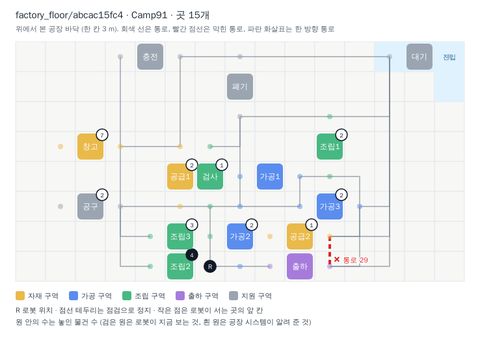 factory_floor/abcac15fc4 · Camp91 · 곳 15개
위에서 본 공장 바닥 (한 칸 3 m). 회색 선은 통로, 빨간 점선은 막힌 통로, 파란 화살표는 한 방향 통로
충전
대기
진입
폐기
창고 7
조립1 2
공급1 2
검사 1
가공1
공구 2
가공3 2
조립3 3
가공2 2
공급2 1
조립2 4
R
출하
✕ 통로 29
자재 구역
가공 구역
조립 구역
출하 구역
지원 구역
R 로봇 위치 · 점선 테두리는 점검으로 정지 · 작은 점은 로봇이 서는 곳의 앞 칸
원 안의 수는 놓인 물건 수 (검은 원은 로봇이 지금 보는 것, 흰 원은 공장 시스템이 알려 준 것)